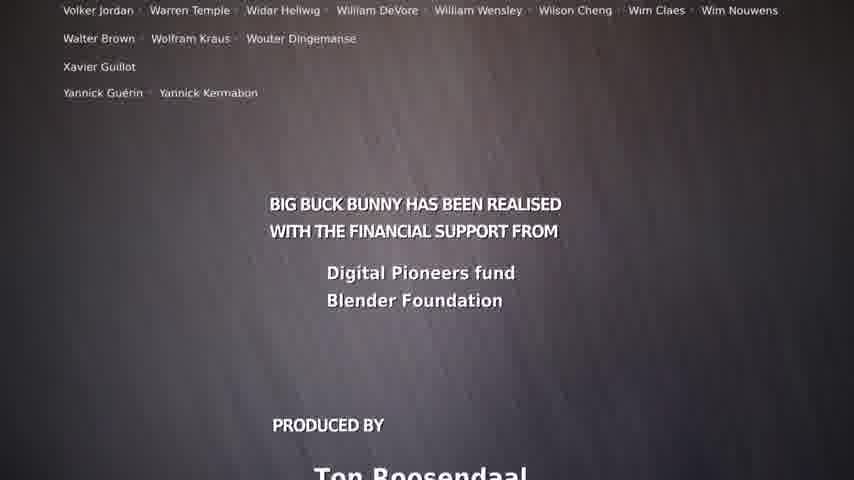 Volker Jordan · Warren Temple · Widar Hellwig · William DeVore · William Wensley · Wilson Cheng · Wim Claes · Wim Nouwens
Walter Brown · Wolfram Kraus · Wouter Dingemanse
Xavier Guillot
Yannick Guérin · Yannick Kermabon
BIG BUCK BUNNY HAS BEEN REALISED
WITH THE FINANCIAL SUPPORT FROM
Digital Pioneers fund
Blender Foundation
PRODUCED BY
Ton Roosendaal